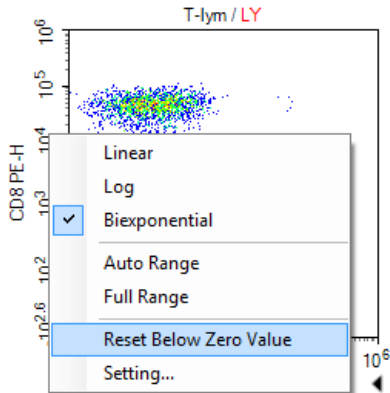 T-lym / LY
10^6
10^5
10^4
10^3
10^2
10^2.6
CD8 PE-H
Linear
Log
Biexponential
Auto Range
Full Range
Reset Below Zero Value
Setting...
10^6